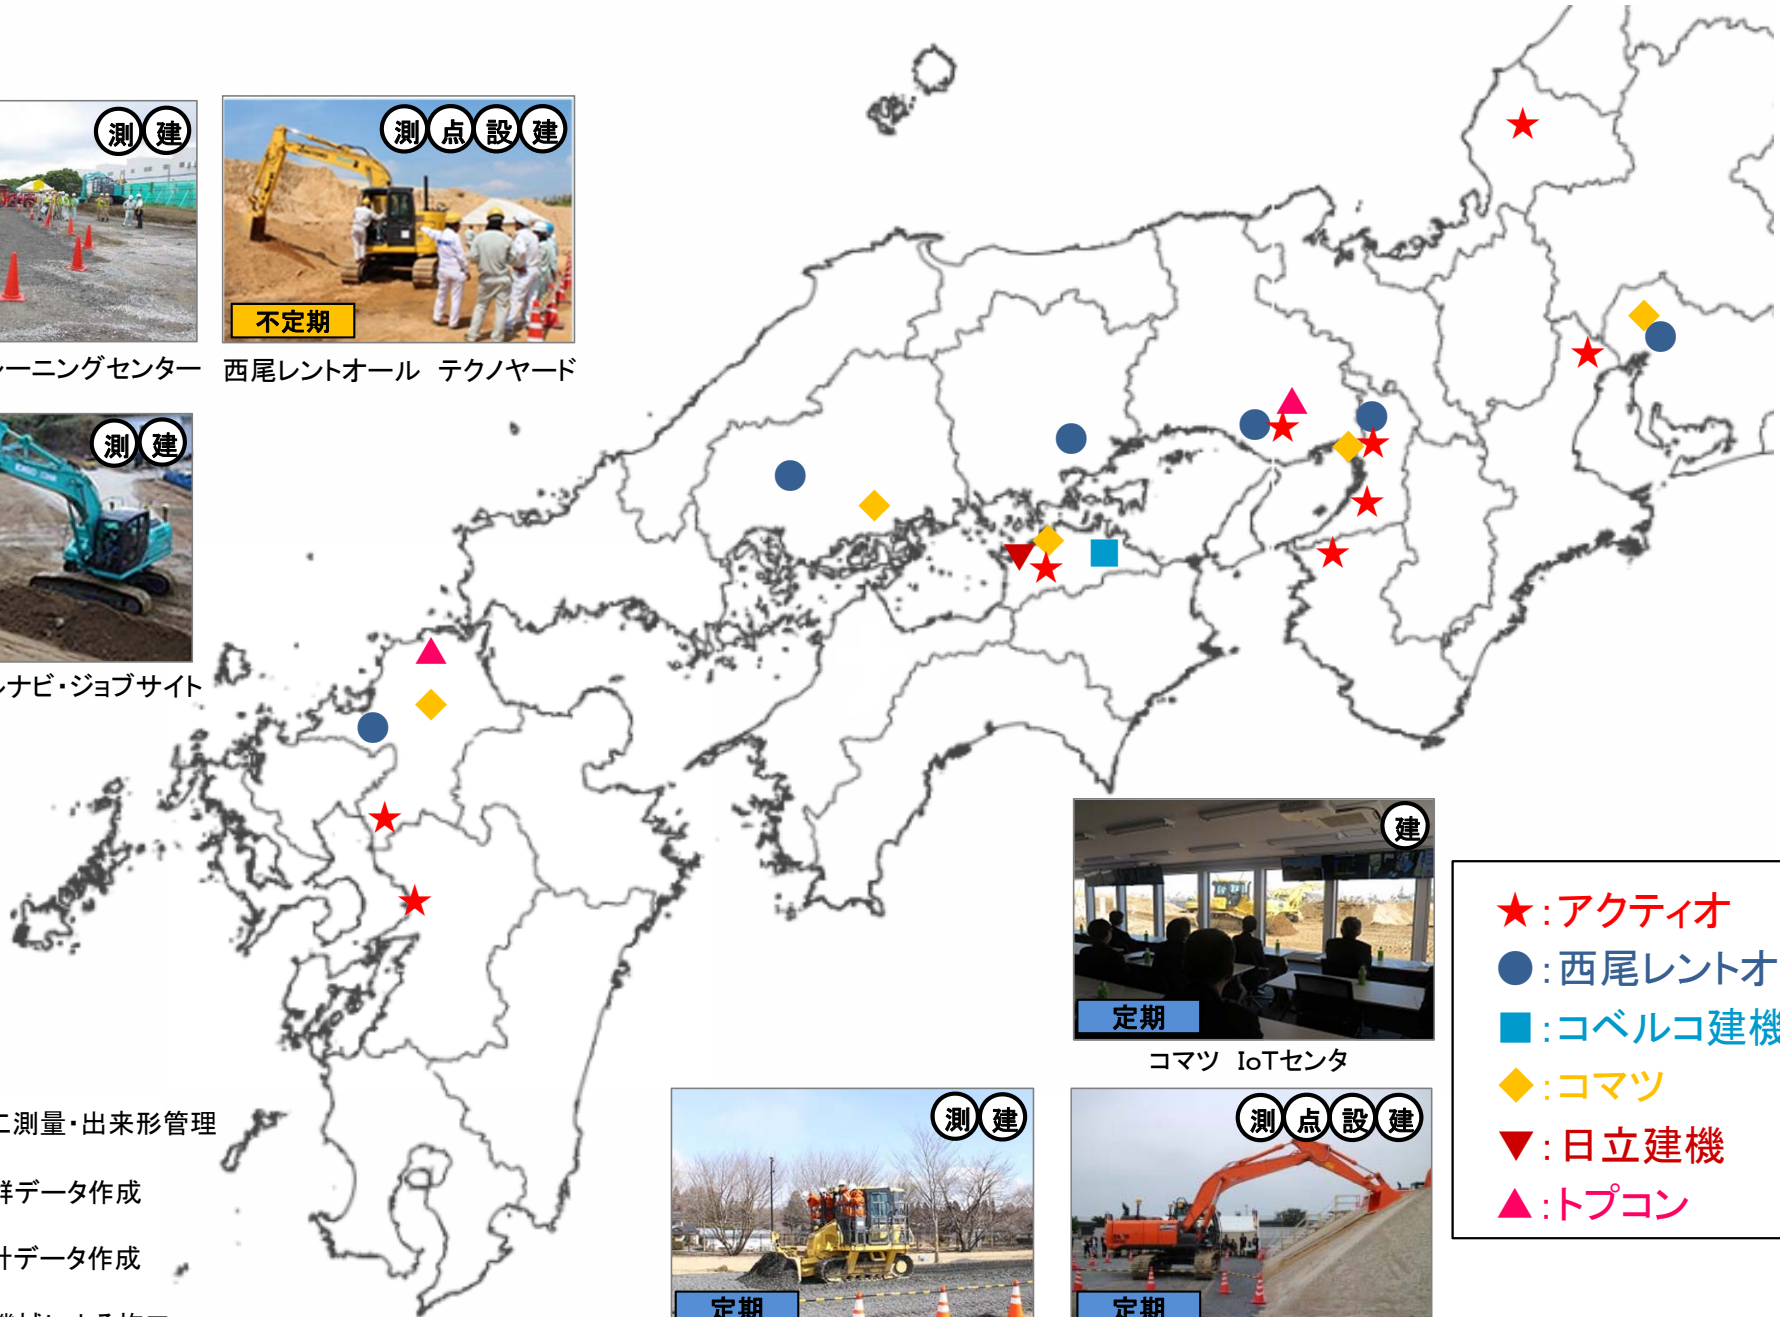 測 建
測 点 設 建
不定期
レーニングセンター
西尾レントオール テクノヤード
測 建
ルナビ・ジョブサイト
建
定期
コマツ IoTセンタ
★：アクティオ
●：西尾レントオ
■：コベルコ建機
◆：コマツ
▼：日立建機
▲：トプコン
測量・出来形管理
群データ作成
計データ作成
測 建
定期
測 点 設 建
定期